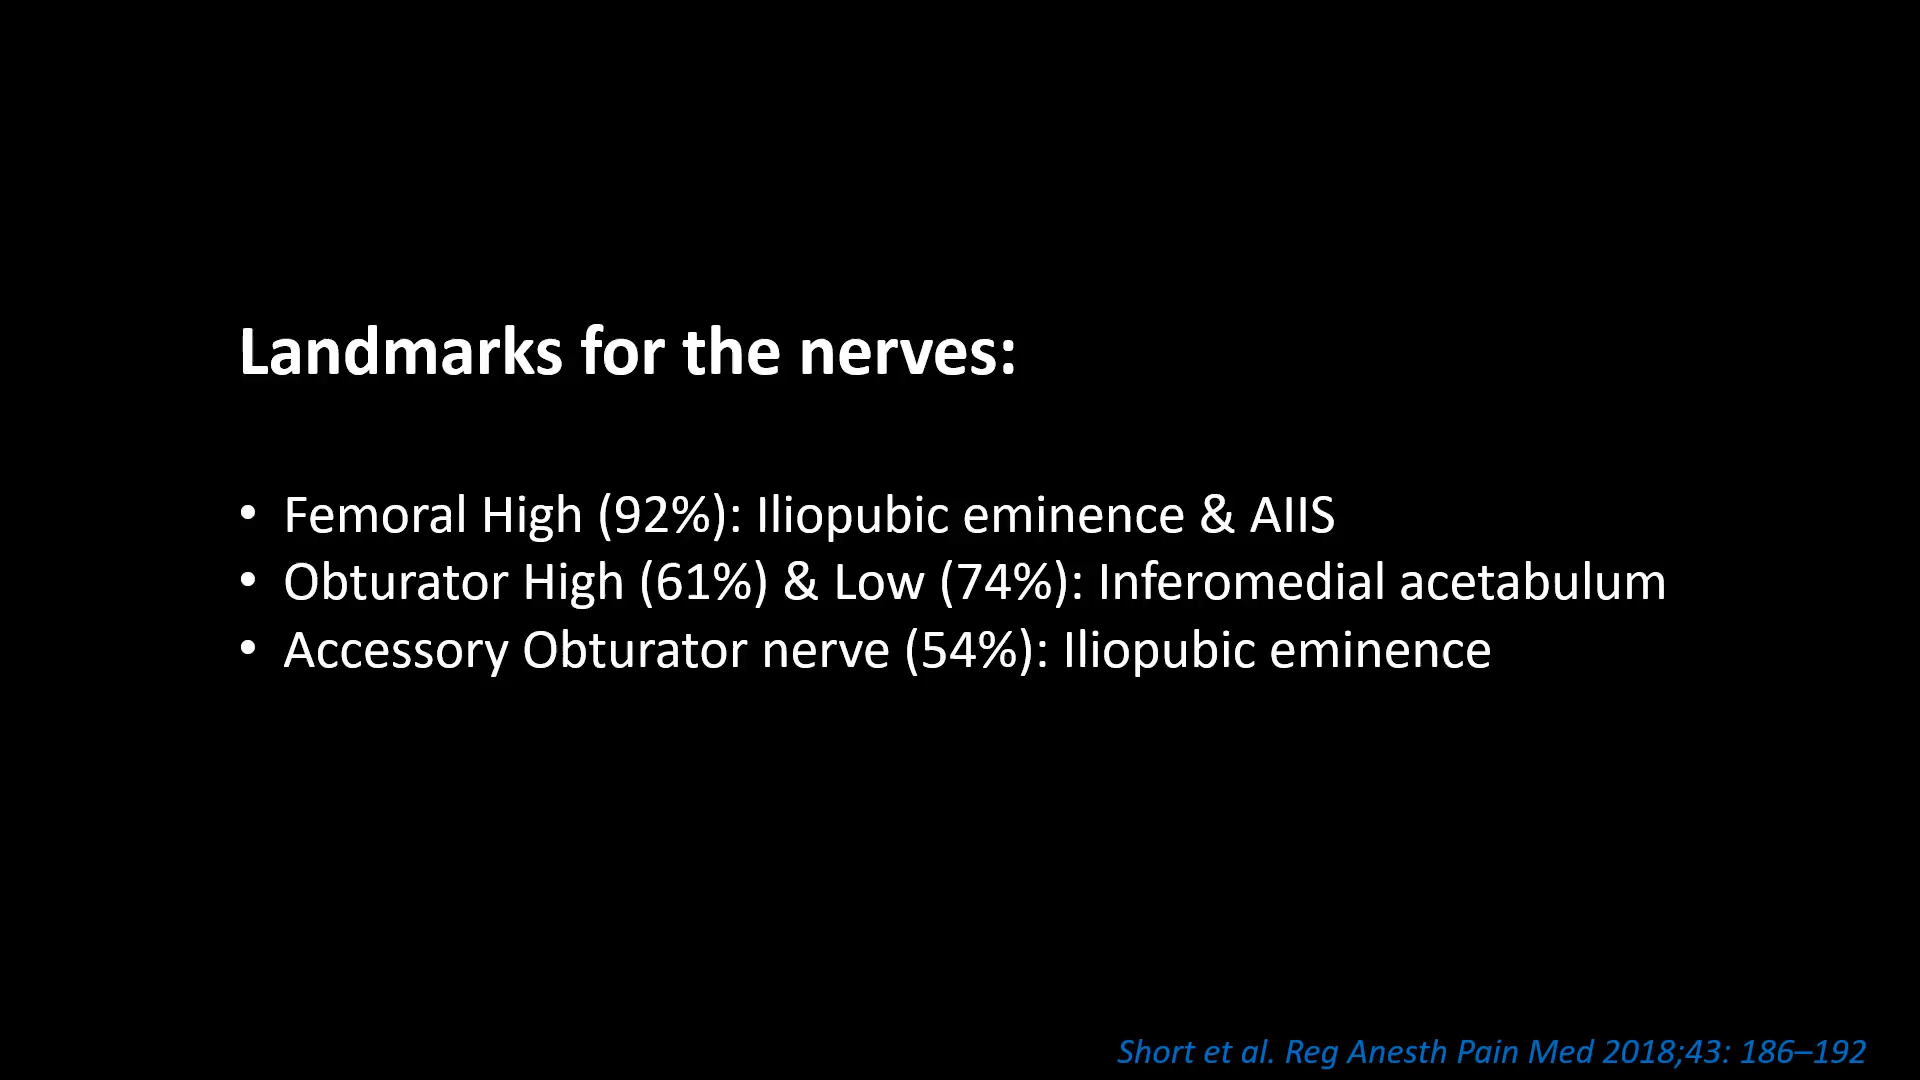 Landmarks for the nerves:
• Femoral High (92%): Iliopubic eminence & AIIS
• Obturator High (61%) & Low (74%): Inferomedial acetabulum
• Accessory Obturator nerve (54%): Iliopubic eminence
Short et al. Reg Anesth Pain Med 2018;43: 186–192